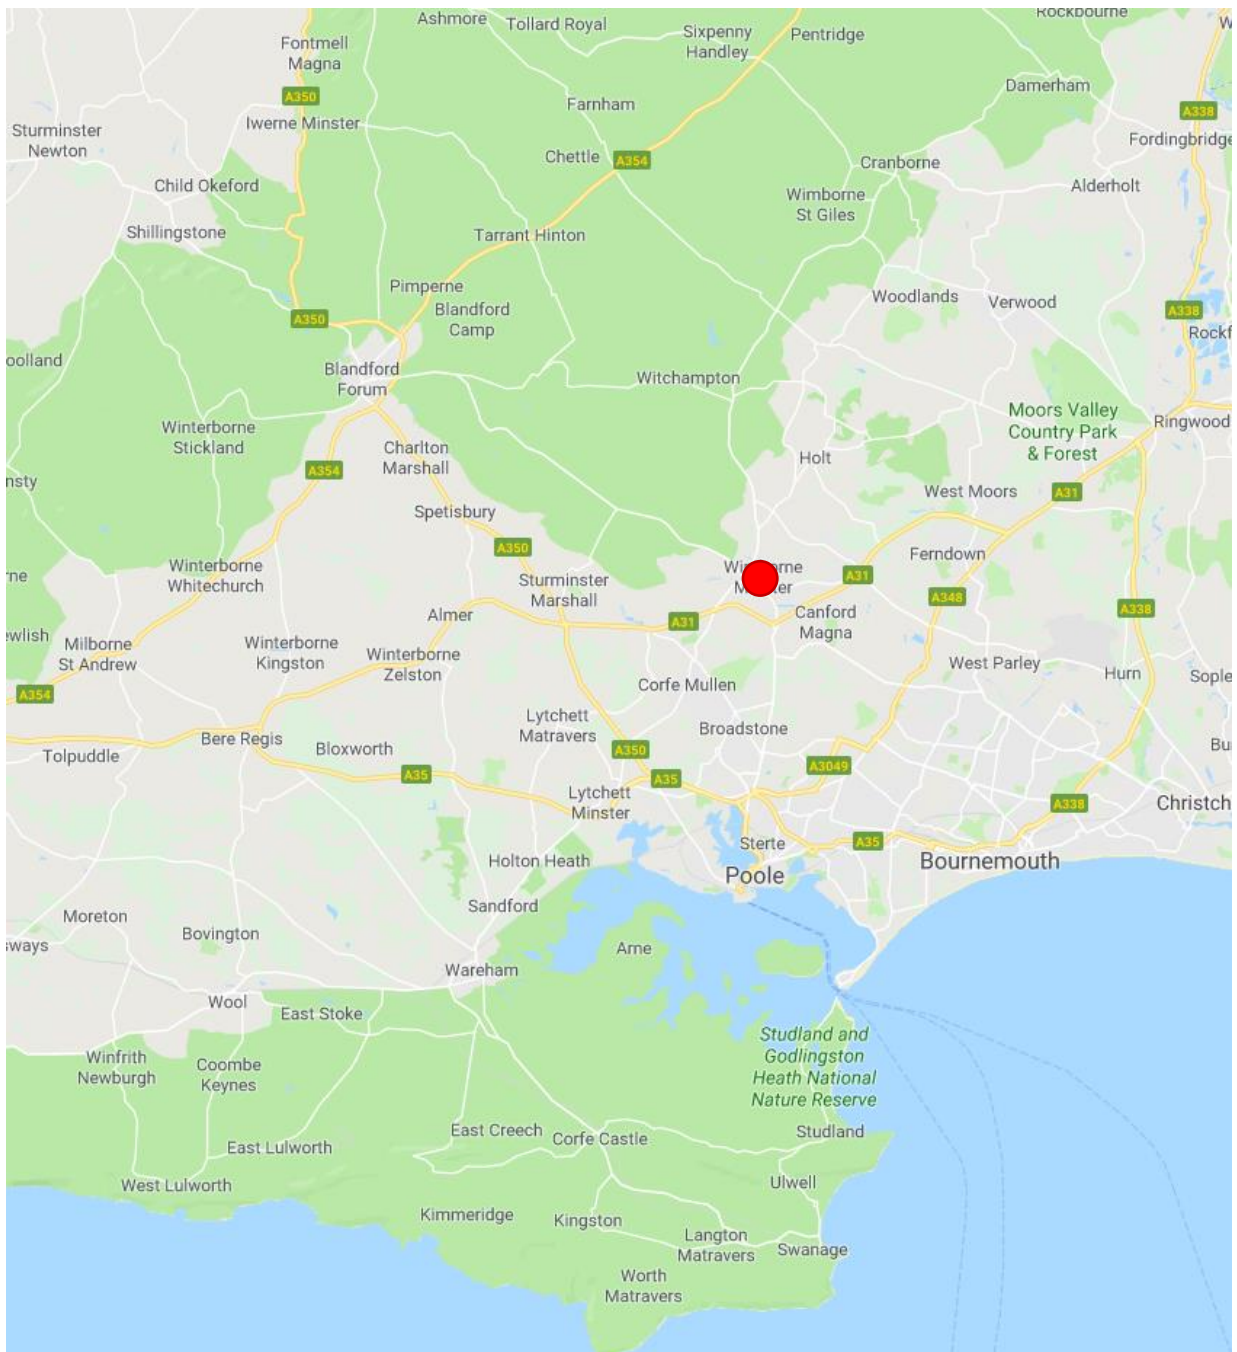 Ashmore
Tollard Royal
Sixpenny
Handley
Pentridge
Rockbourne
Fontmell
Magna
Damerham
A350
Farnham
A338
Iwerne Minster
Sturminster
Newton
Fordingbridge
Chettle
A354
Cranborne
Child Okeford
Alderholt
Wimborne
St Giles
Shillingstone
Tarrant Hinton
Pimperne
Woodlands
Verwood
Blandford
Camp
A350
A338
Rockf
oolland
Blandford
Forum
Witchampton
Moors Valley
Country Park
& Forest
Ringwood
Winterborne
Stickland
Charlton
Marshall
Holt
A354
nsty
West Moors
A31
Spetisbury
A350
Ferndown
Winterborne
Whitechurch
rne
Sturminster
Marshall
A31
A348
A338
Almer
A31
Canford
Magna
ewlish
Milborne
St Andrew
Winterborne
Kingston
Winterborne
Zelston
West Parley
Hurn
Sople
A354
Corfe Mullen
Lytchett
Matravers
Broadstone
Bere Regis
Bloxworth
A350
Bu
Tolpuddle
A35
A35
A3049
Lytchett
Minster
A338
Christch
Sterte
A35
Holton Heath
Poole
Bournemouth
Sandford
Moreton
Bovington
sways
Arne
Wareham
Wool
East Stoke
Studland and
Godlingston
Heath National
Nature Reserve
Winfrith
Newburgh
Coombe
Keynes
East Creech
Corfe Castle
Studland
East Lulworth
West Lulworth
Ulwell
Kimmeridge
Kingston
Langton
Matravers
Swanage
Worth
Matravers